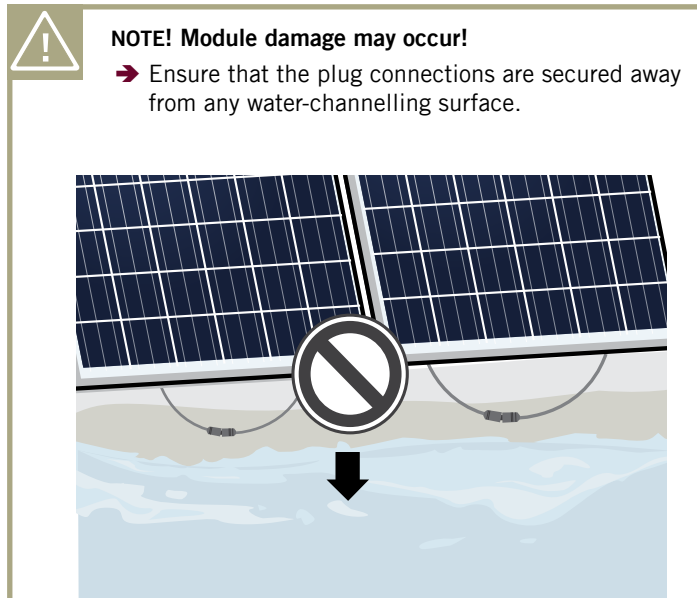 NOTE! Module damage may occur!
➔ Ensure that the plug connections are secured away
from any water-channelling surface.